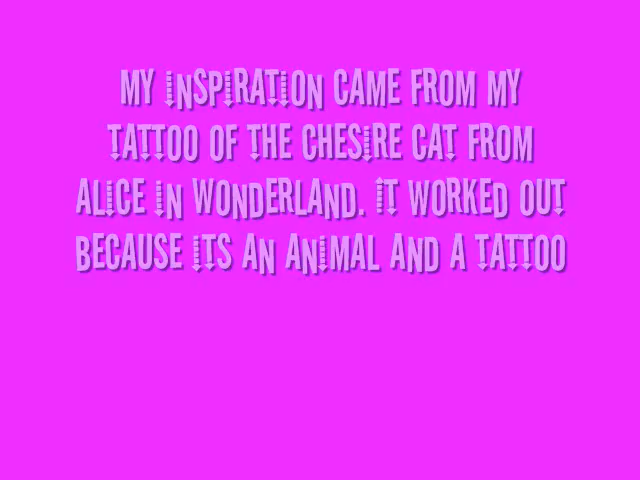 MY INSPIRATION CAME FROM MY
TATTOO OF THE CHESIRE CAT FROM
ALICE IN WONDERLAND. IT WORKED OUT
BECAUSE ITS AN ANIMAL AND A TATTOO